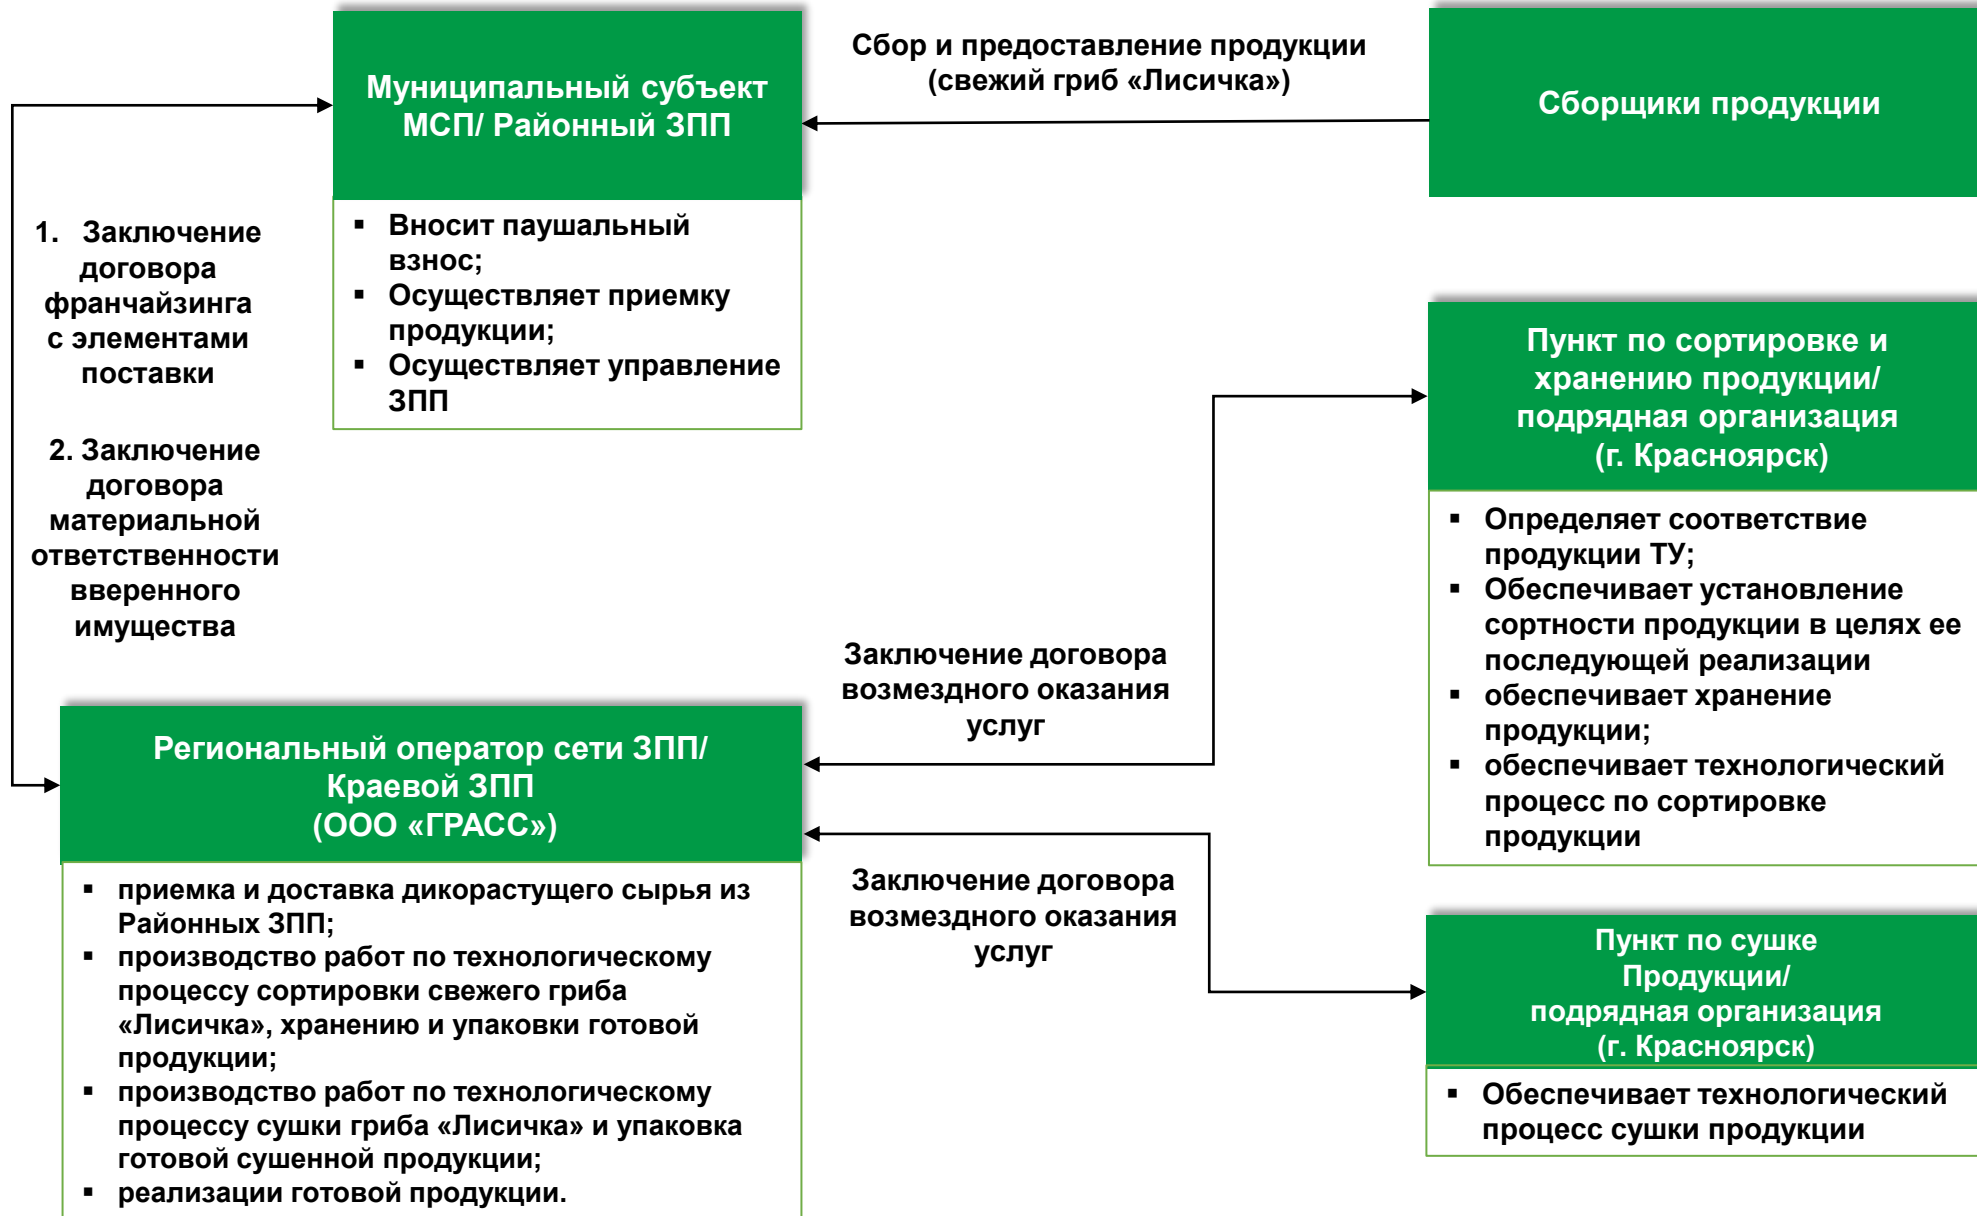 Муниципальный субъект
МСП/ Районный ЗПП
▪ Вносит паушальный
взнос;
▪ Осуществляет приемку
продукции;
▪ Осуществляет управление
ЗПП
Сбор и предоставление продукции
(свежий гриб «Лисичка»)
Сборщики продукции
1. Заключение
договора
франчайзинга
с элементами
поставки
2. Заключение
договора
материальной
ответственности
вверенного
имущества
Пункт по сортировке и
хранению продукции/
подрядная организация
(г. Красноярск)
▪ Определяет соответствие
продукции ТУ;
▪ Обеспечивает установление
сортности продукции в целях ее
последующей реализации
▪ обеспечивает хранение
продукции;
▪ обеспечивает технологический
процесс по сортировке
продукции
Заключение договора
возмездного оказания
услуг
Региональный оператор сети ЗПП/
Краевой ЗПП
(ООО «ГРАСС»)
▪ приемка и доставка дикорастущего сырья из
Районных ЗПП;
▪ производство работ по технологическому
процессу сортировки свежего гриба
«Лисичка», хранению и упаковки готовой
продукции;
▪ производство работ по технологическому
процессу сушки гриба «Лисичка» и упаковка
готовой сушенной продукции;
▪ реализации готовой продукции.
Заключение договора
возмездного оказания
услуг
Пункт по сушке
Продукции/
подрядная организация
(г. Красноярск)
▪ Обеспечивает технологический
процесс сушки продукции